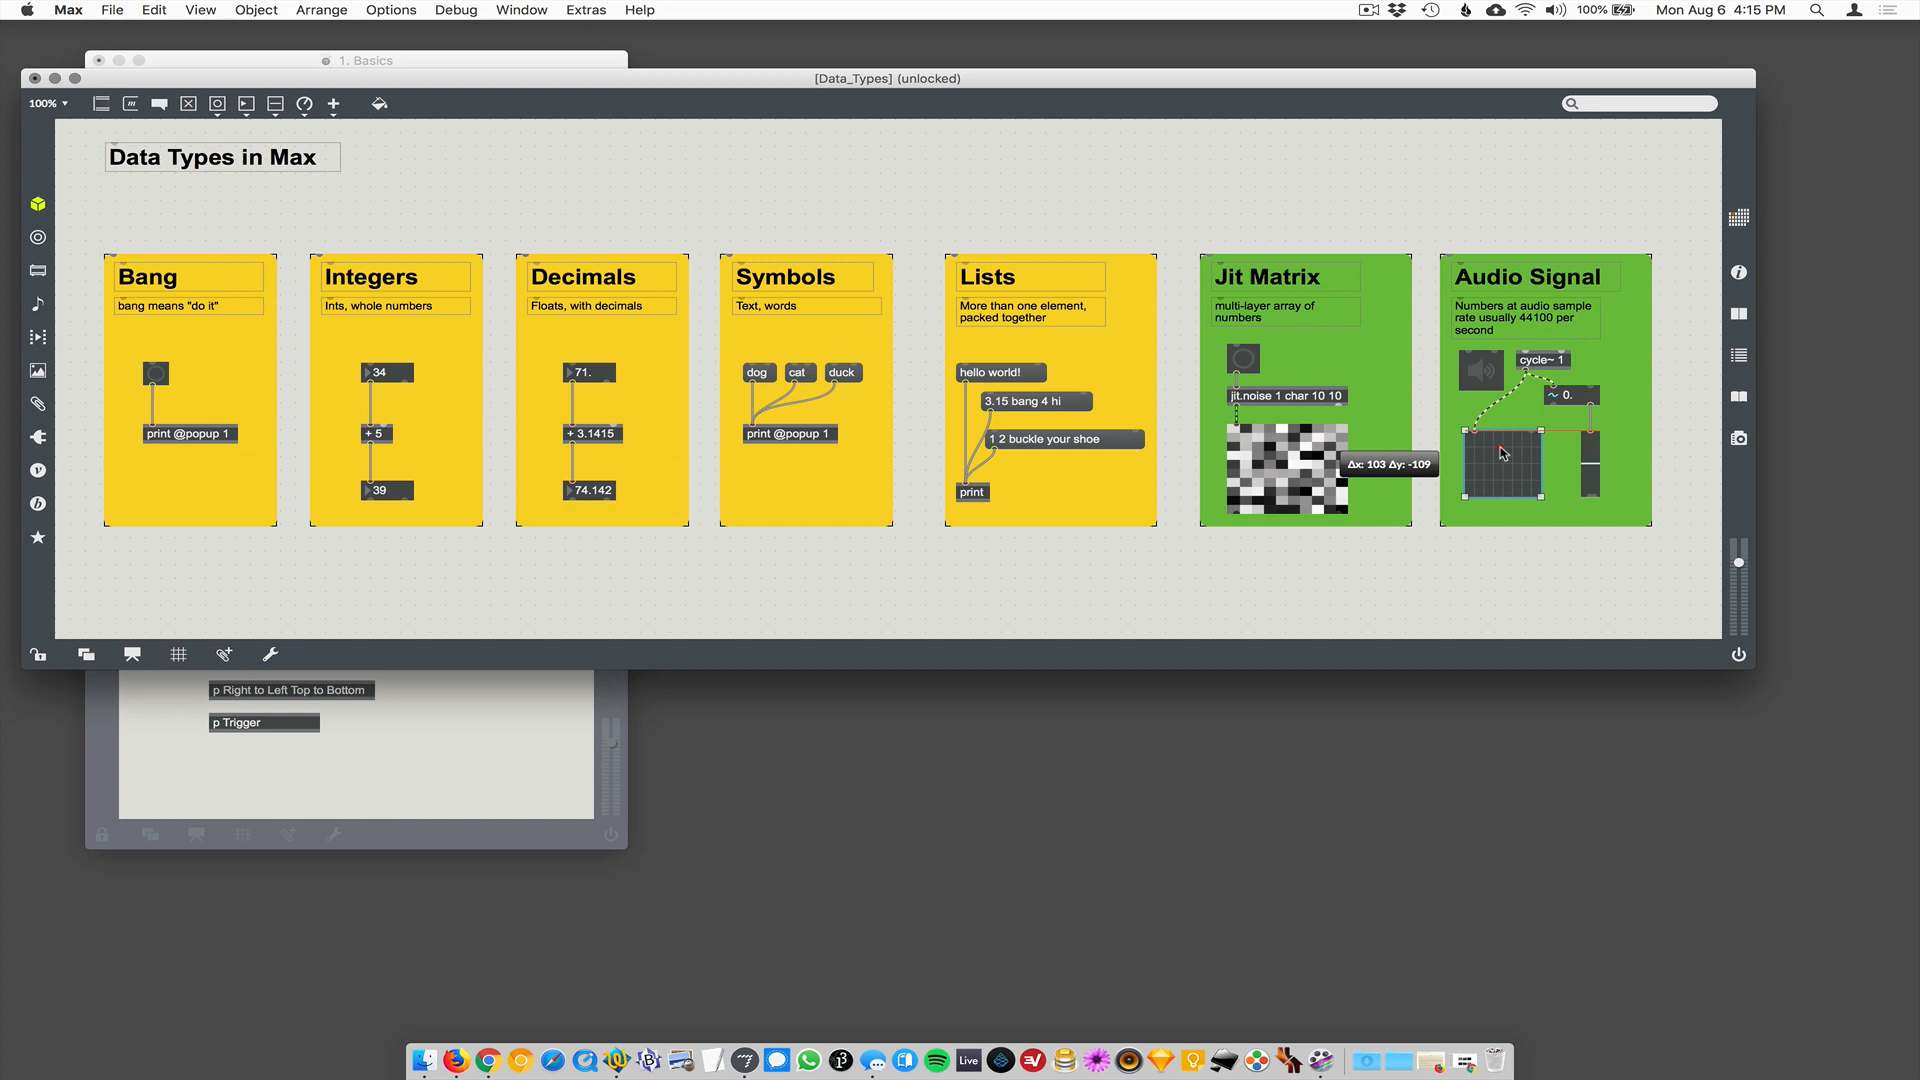 Max File Edit View Object Arrange Options Debug Window Extras Help 100% Mon Aug 6 4:15 PM
1. Basics
[Data_Types] (unlocked)
100%
Data Types in Max
Bang
bang means "do it"
print @popup 1
Integers
Ints, whole numbers
34
+ 5
39
Decimals
Floats, with decimals
71.
+ 3.1415
74.142
Symbols
Text, words
dog cat duck
print @popup 1
Lists
More than one element,
packed together
hello world!
3.15 bang 4 hi
1 2 buckle your shoe
print
Jit Matrix
multi-layer array of
numbers
jit.noise 1 char 10 10
Δx: 103 Δy: -109
Audio Signal
Numbers at audio sample
rate usually 44100 per
second
cycle~ 1
~ 0.
p Right to Left Top to Bottom
p Trigger
Live